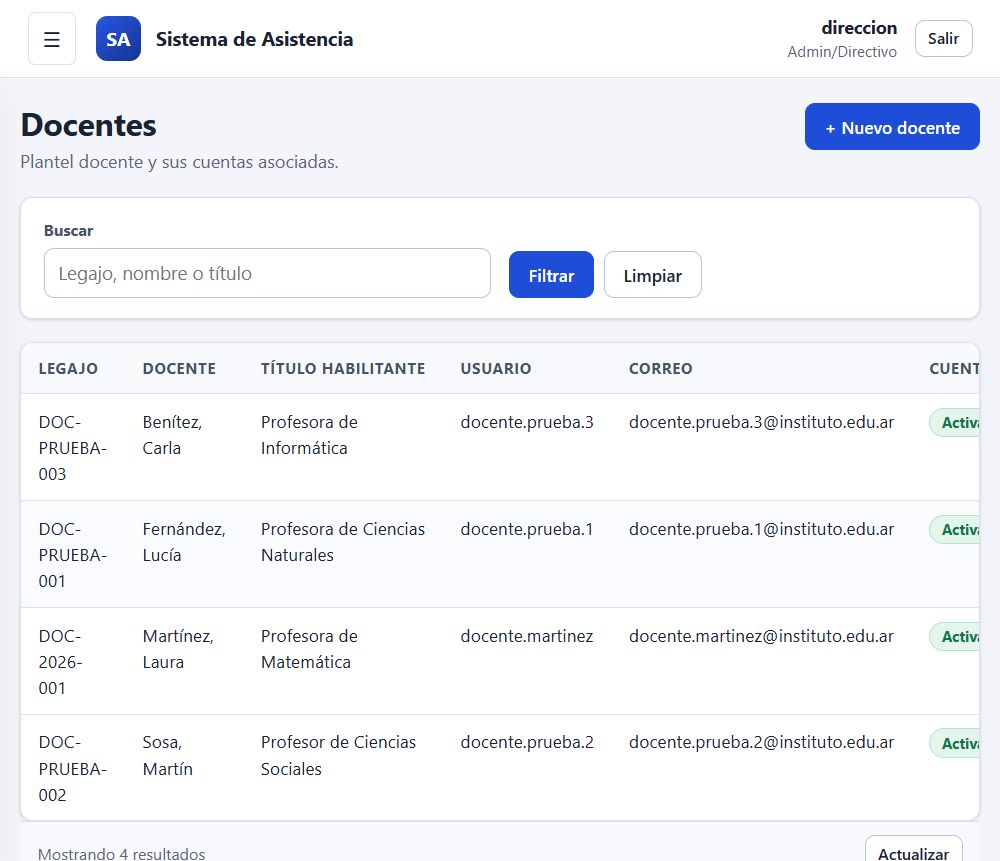 ☰ SA Sistema de Asistencia
direccion
Admin/Directivo
Salir
Docentes
Plantel docente y sus cuentas asociadas.
+ Nuevo docente
Buscar
Legajo, nombre o título
Filtrar
Limpiar
LEGAJO DOCENTE TÍTULO HABILITANTE USUARIO CORREO CUENT
DOC- Benítez, Profesora de docente.prueba.3 docente.prueba.3@instituto.edu.ar Activa
PRUEBA- Carla Informática
003
DOC- Fernández, Profesora de Ciencias docente.prueba.1 docente.prueba.1@instituto.edu.ar Activa
PRUEBA- Lucía Naturales
001
DOC- Martínez, Profesora de docente.martinez docente.martinez@instituto.edu.ar Activa
2026- Laura Matemática
001
DOC- Sosa, Profesor de Ciencias docente.prueba.2 docente.prueba.2@instituto.edu.ar Activa
PRUEBA- Martín Sociales
002
Mostrando 4 resultados
Actualizar